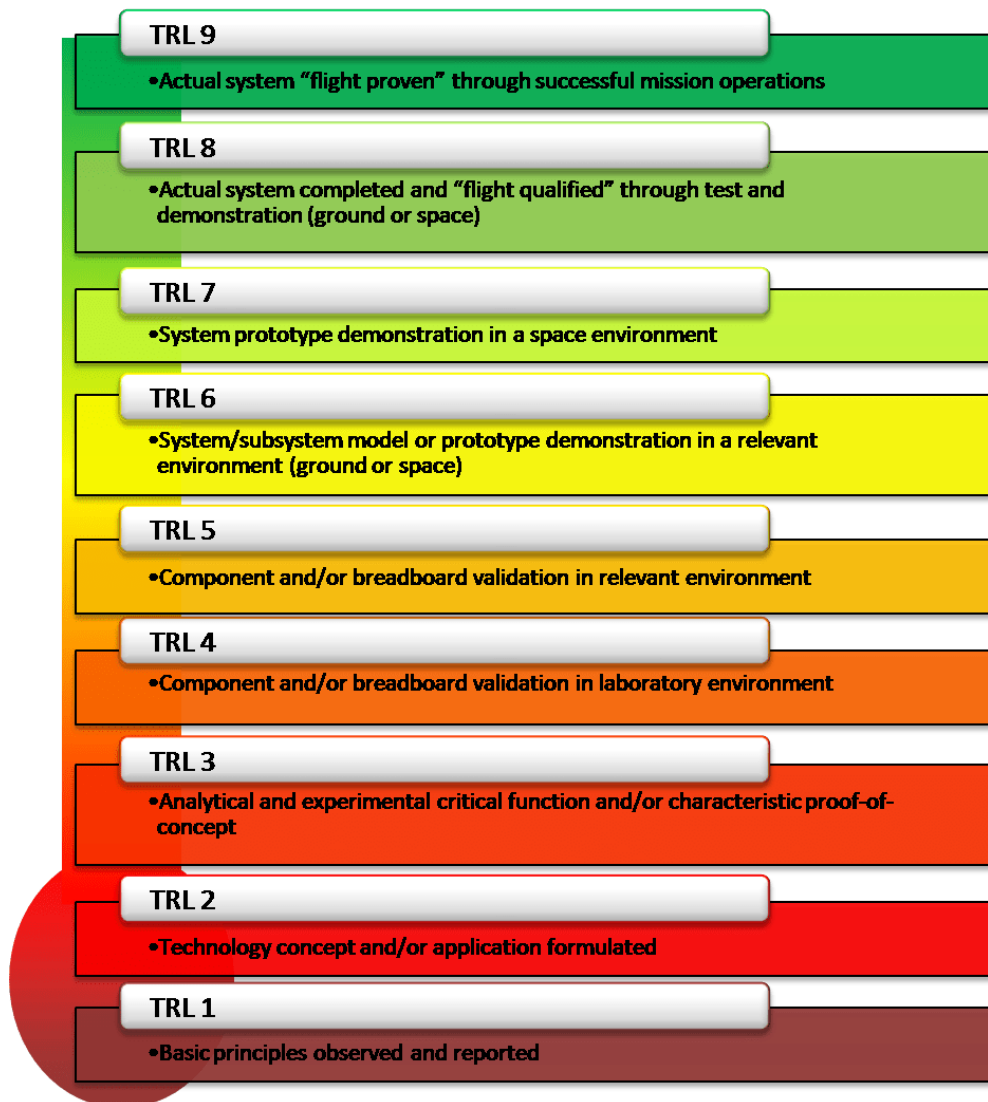 TRL 9
•Actual system “flight proven” through successful mission operations
TRL 8
•Actual system completed and “flight qualified” through test and
demonstration (ground or space)
TRL 7
•System prototype demonstration in a space environment
TRL 6
•System/subsystem model or prototype demonstration in a relevant
environment (ground or space)
TRL 5
•Component and/or breadboard validation in relevant environment
TRL 4
•Component and/or breadboard validation in laboratory environment
TRL 3
•Analytical and experimental critical function and/or characteristic proof-of-
concept
TRL 2
•Technology concept and/or application formulated
TRL 1
•Basic principles observed and reported